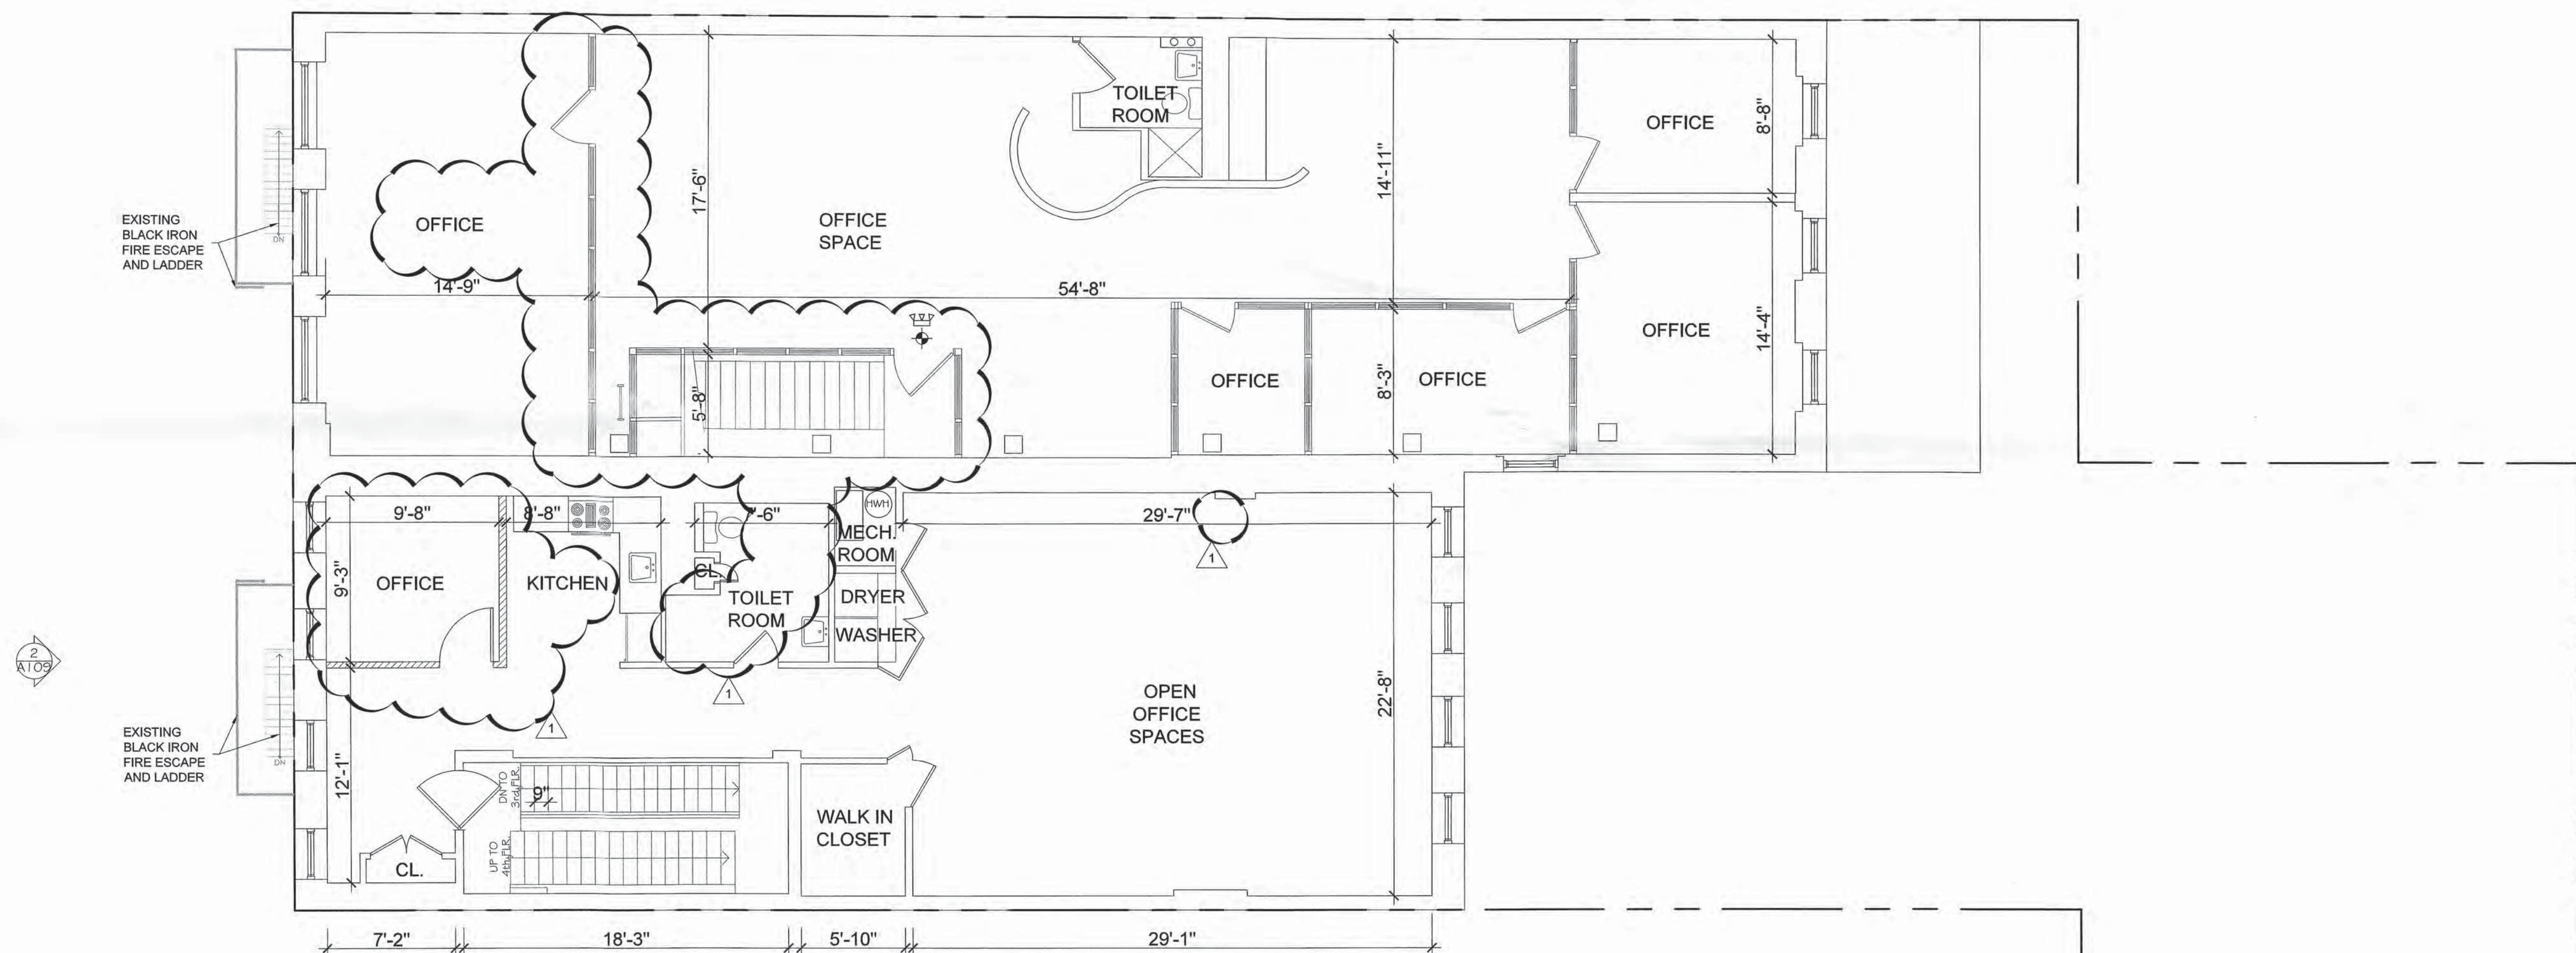 TOILET
ROOM
OFFICE
8'-8"
14'-11"
17'-6"
EXISTING
BLACK IRON
FIRE ESCAPE
AND LADDER
DN
OFFICE
OFFICE
SPACE
14'-9"
54'-8"
OFFICE
14'-4"
5'-8"
OFFICE
8'-3"
OFFICE
9'-8"
8'-8"
'-6"
HWH
MECH.
ROOM
29'-7"
1
9'-3"
OFFICE
KITCHEN
CL.
TOILET
ROOM
DRYER
WASHER
2
A109
1
1
OPEN
OFFICE
SPACES
22'-8"
EXISTING
BLACK IRON
FIRE ESCAPE
AND LADDER
DN
12'-1"
DN TO
3rd FLR.
9"
UP TO
4th FLR.
WALK IN
CLOSET
CL.
7'-2"
18'-3"
5'-10"
29'-1"